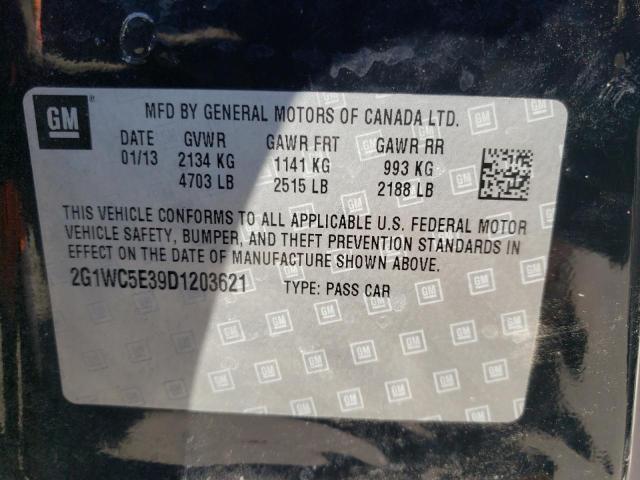 GM ®
MFD BY GENERAL MOTORS OF CANADA LTD.
DATE GVWR GAWR FRT GAWR RR
01/13 2134 KG 1141 KG 993 KG
4703 LB 2515 LB 2188 LB
THIS VEHICLE CONFORMS TO ALL APPLICABLE U.S. FEDERAL MOTOR
VEHICLE SAFETY, BUMPER, AND THEFT PREVENTION STANDARDS IN
EFFECT ON THE DATE OF MANUFACTURE SHOWN ABOVE.
2G1WC5E39D1203621 TYPE: PASS CAR